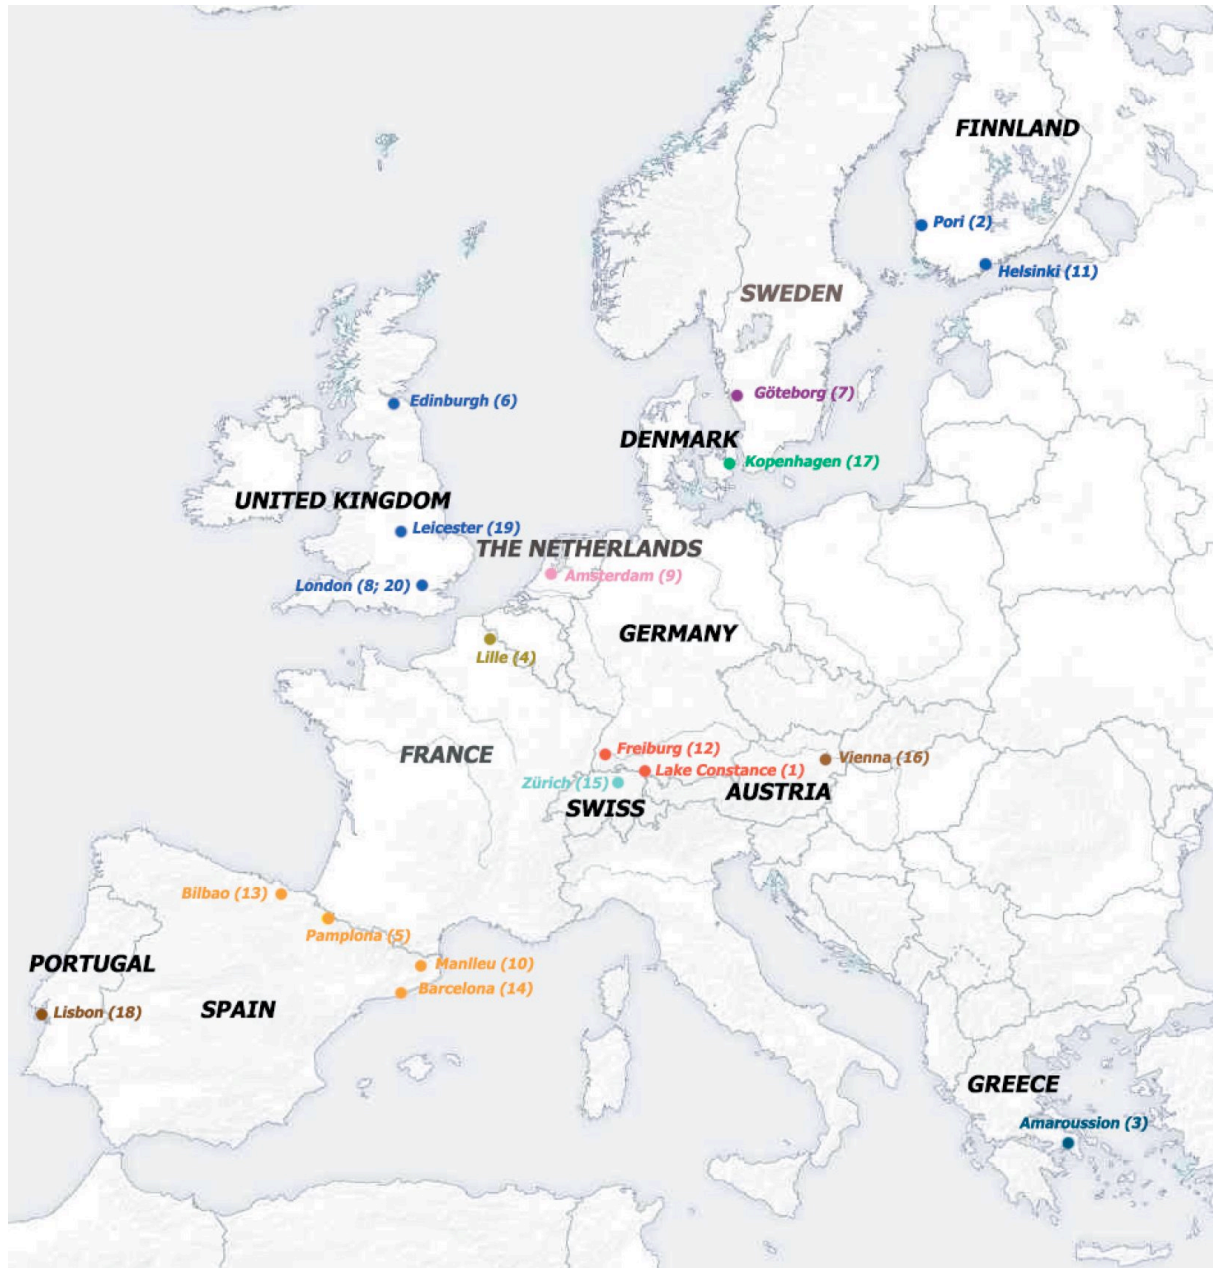 FINNLAND
Pori (2)
Helsinki (11)
SWEDEN
Göteborg (7)
Edinburgh (6)
DENMARK
Kopenhagen (17)
UNITED KINGDOM
Leicester (19)
THE NETHERLANDS
Amsterdam (9)
London (8; 20)
GERMANY
Lille (4)
FRANCE
Freiburg (12)
Vienna (16)
Lake Constance (1)
Zürich (15)
AUSTRIA
SWISS
Bilbao (13)
Pamplona (5)
PORTUGAL
Manlleu (10)
Barcelona (14)
SPAIN
Lisbon (18)
GREECE
Amaroussion (3)